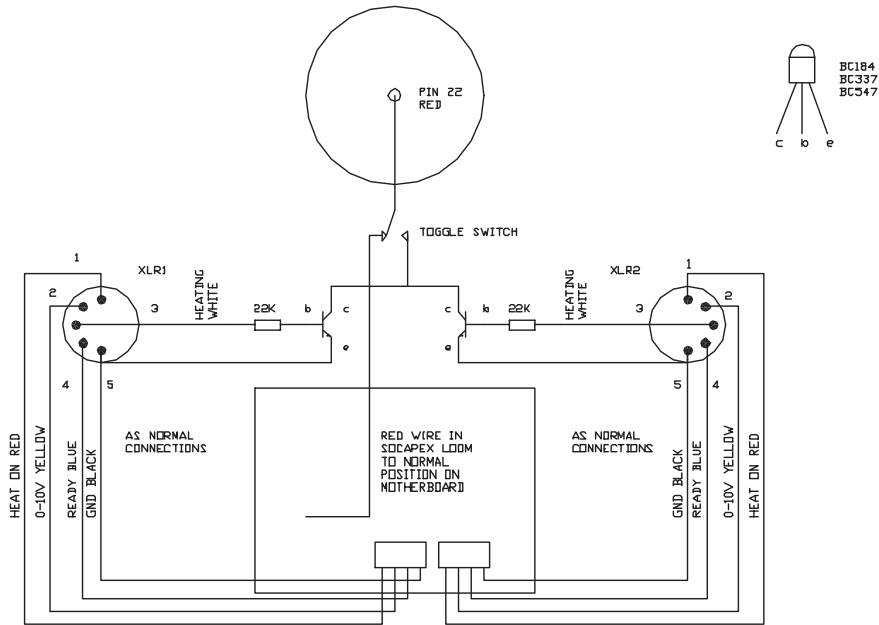 PIN 22
RED
BC184
BC337
BC547
c b e
TOGGLE SWITCH
1
XLR1
2
3
HEATING
WHITE
22K
b
c
e
c
b
e
22K
HEATING
WHITE
3
XLR2
1
2
4
5
5
4
HEAT ON RED
0-10V YELLOW
READY BLUE
GND BLACK
AS NORMAL
CONNECTIONS
RED WIRE IN
SOCAPEX LOOM
TO NORMAL
POSITION ON
MOTHERBOARD
AS NORMAL
CONNECTIONS
GND BLACK
READY BLUE
0-10V YELLOW
HEAT ON RED